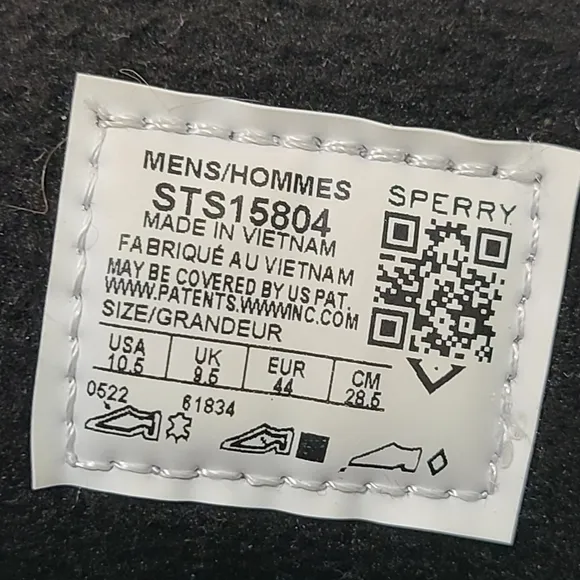 MENS/HOMMES
STS15804
SPERRY
MADE IN VIETNAM
FABRIQUÉ AU VIETNAM
MAY BE COVERED BY US PAT.
WWW.PATENTS.WWWINC.COM
SIZE/GRANDEUR
USA UK EUR CM
10.5 9.5 44 28.5
0522 61834